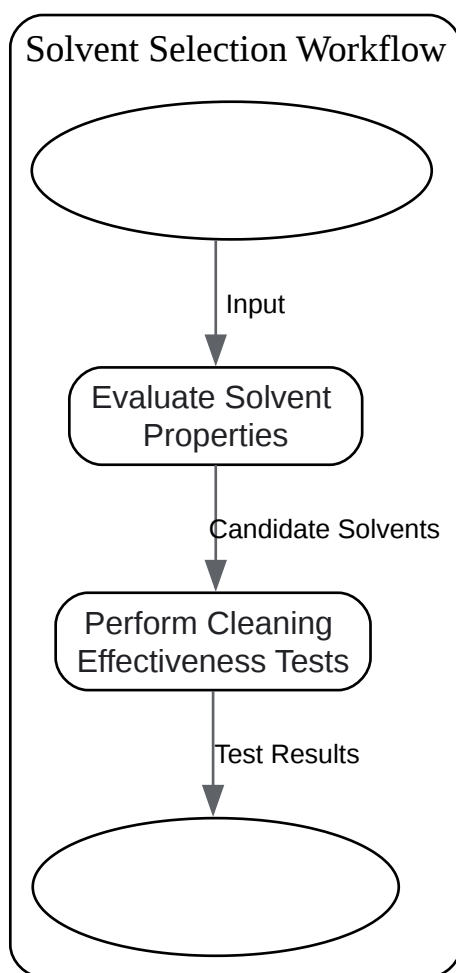 Solvent Selection Workflow
Input
Evaluate Solvent
Properties
Candidate Solvents
Perform Cleaning
Effectiveness Tests
Test Results